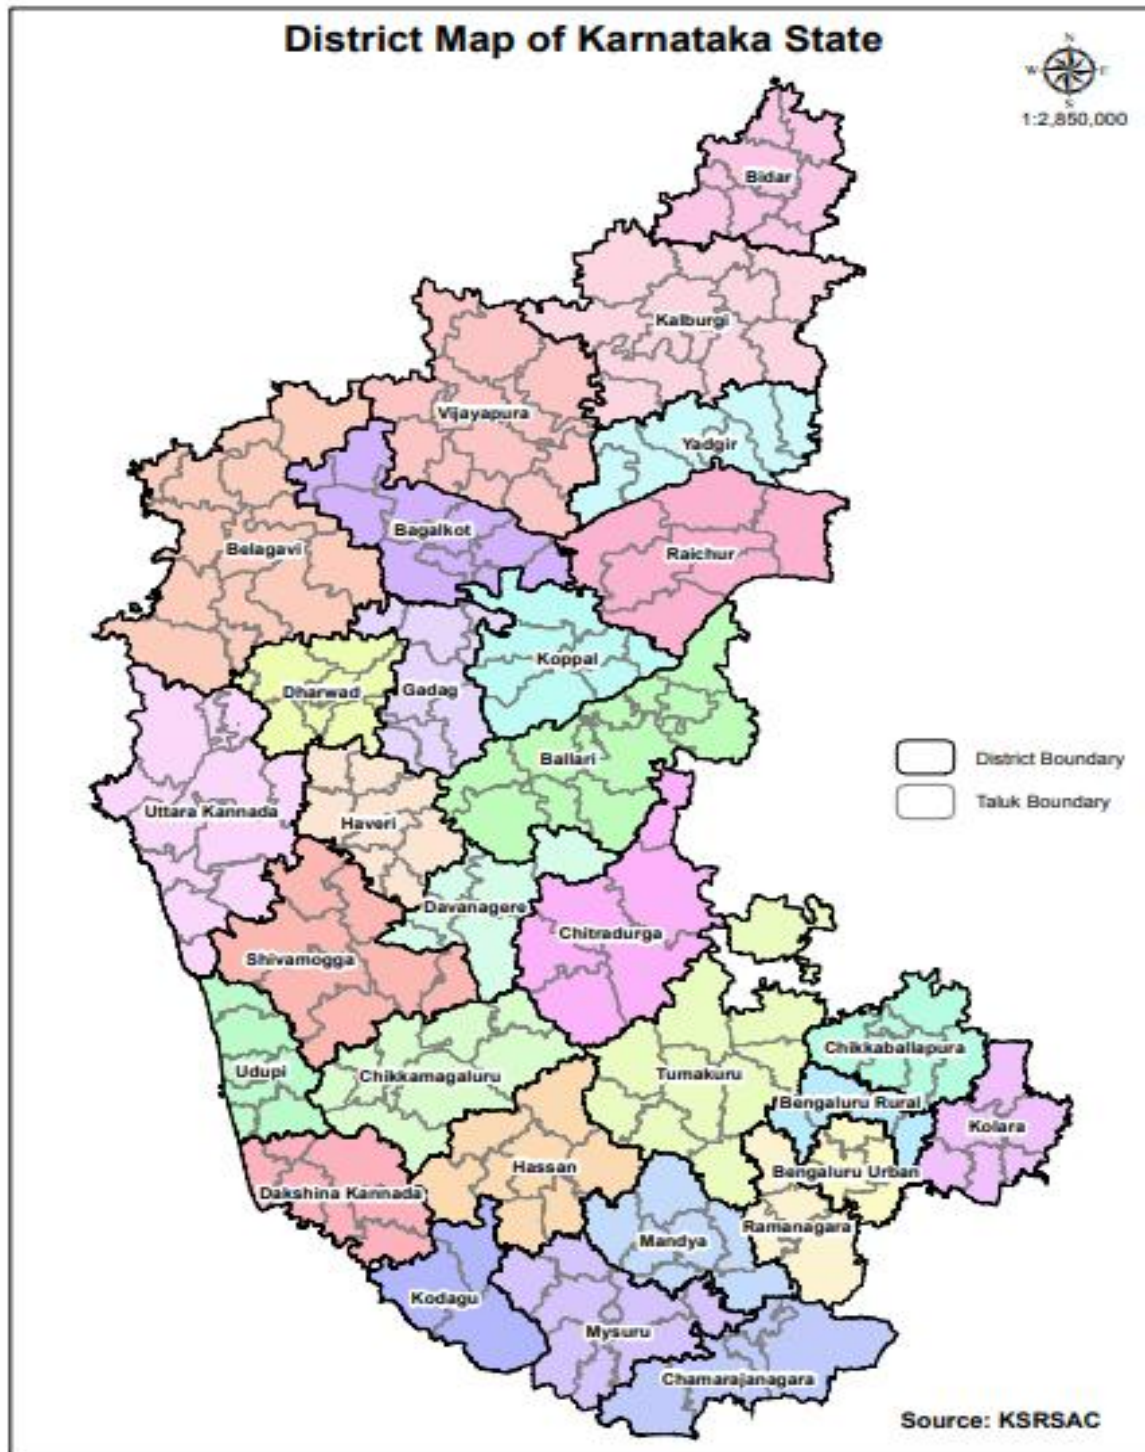 District Map of Karnataka State
N
W E
S
1:2,850,000
Bidar
Kalburgi
Vijayapura
Yadgir
Bagalkot
Belagavi
Raichur
Koppal
Dharwad
Gadag
Ballari
District Boundary
Taluk Boundary
Uttara Kannada
Haveri
Davanagere
Chitradurga
Shivamogga
Chikkaballapura
Udupi
Chikkamagaluru
Tumakuru
Bengaluru Rural
Kolara
Hassan
Bengaluru Urban
Dakshina Kannada
Ramanagara
Mandya
Kodagu
Mysuru
Chamarajanagara
Source: KSRSAC